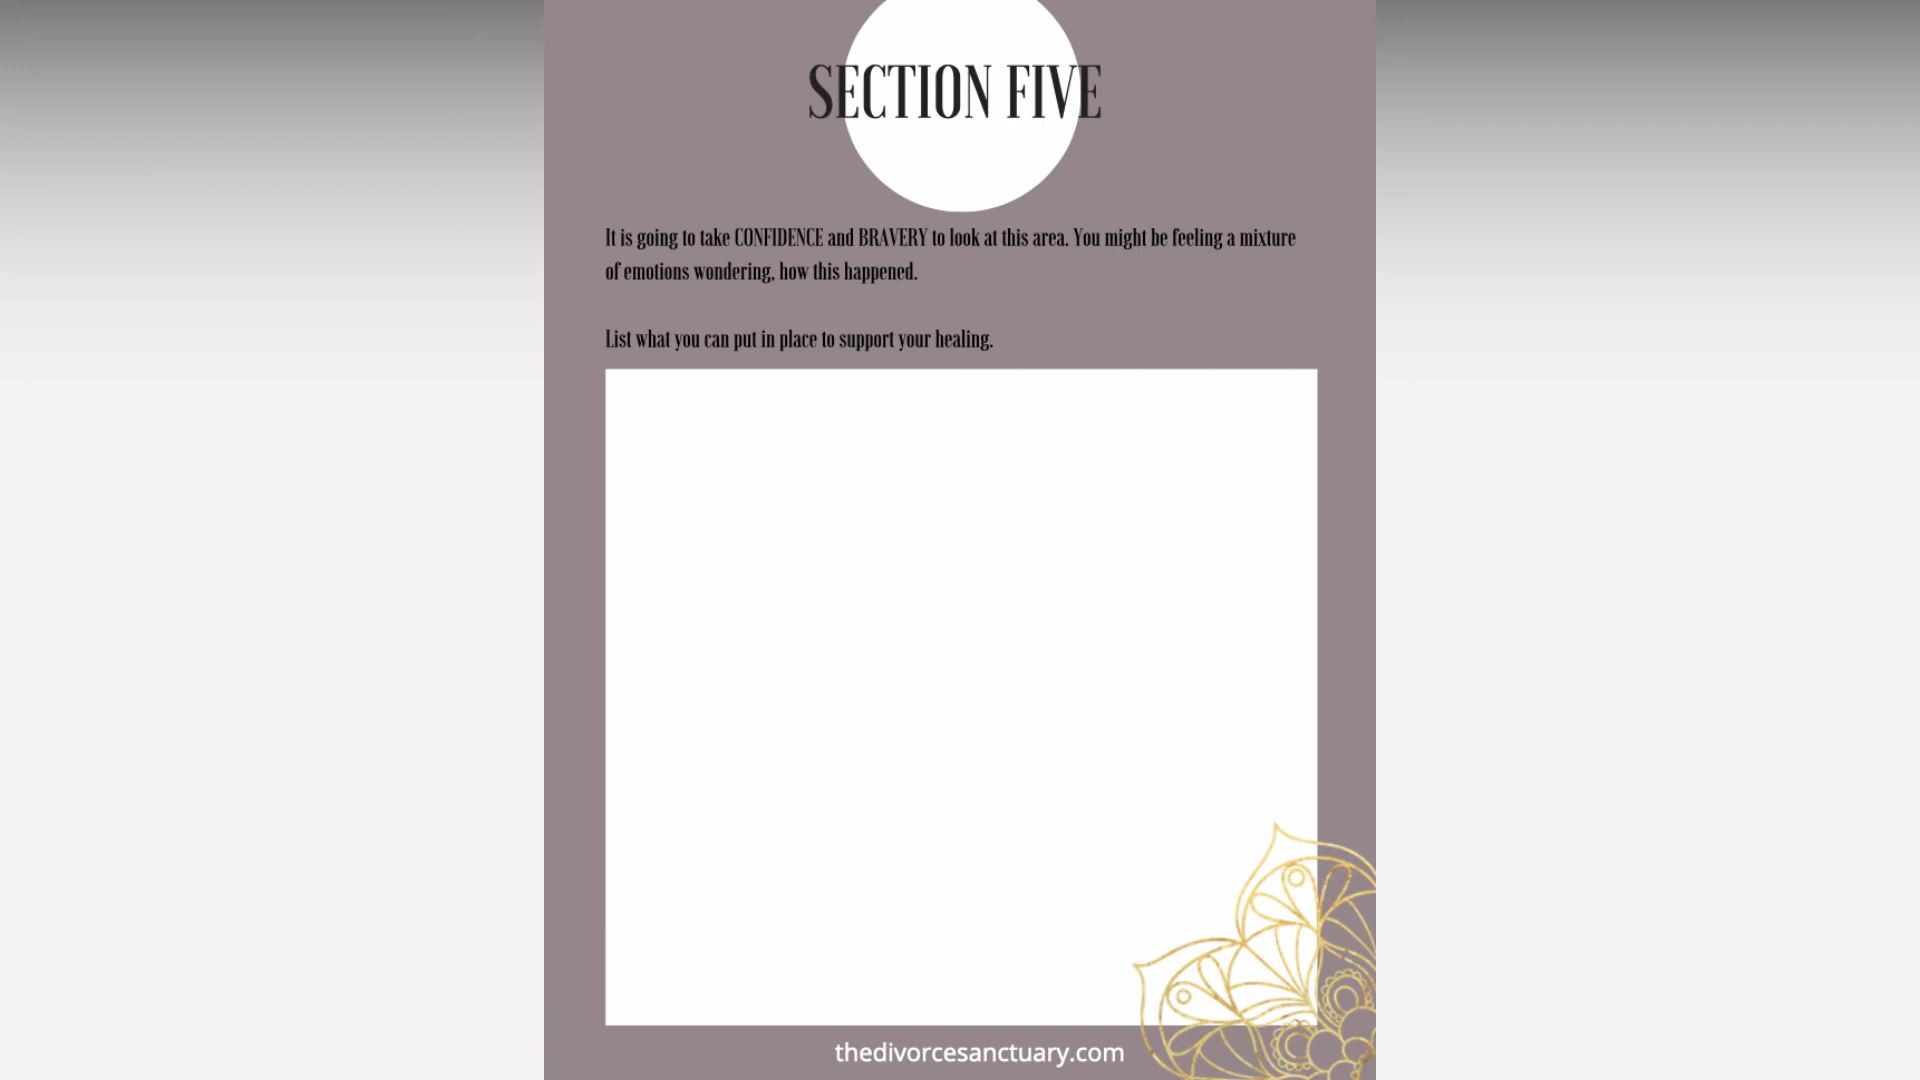 SECTION FIVE
It is going to take CONFIDENCE and BRAVERY to look at this area. You might be feeling a mixture
of emotions wondering, how this happened.
List what you can put in place to support your healing.
thedivorcesanctuary.com